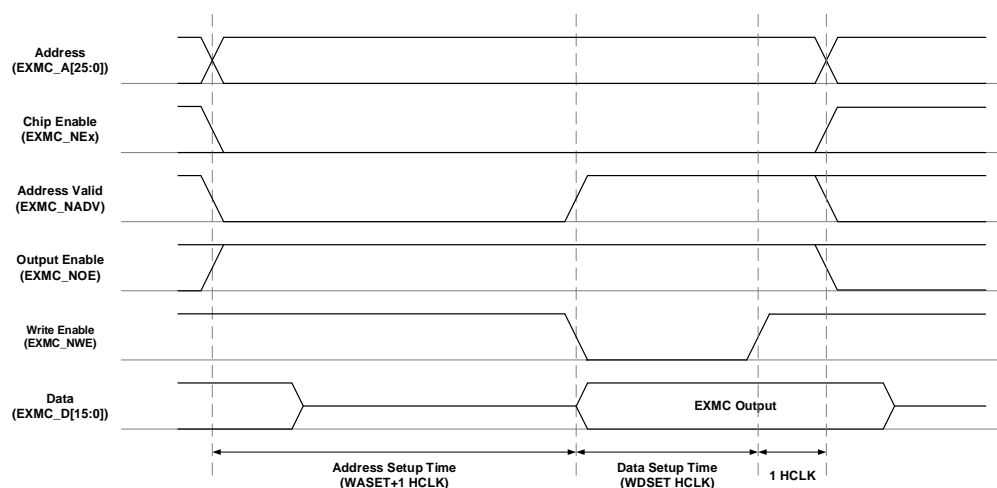 Address
(EXMC_A[25:0])
Chip Enable
(EXMC_NEx)
Address Valid
(EXMC_NADV)
Output Enable
(EXMC_NOE)
Write Enable
(EXMC_NWE)
Data
(EXMC_D[15:0])
EXMC Output
Address Setup Time
(WASET+1 HCLK)
Data Setup Time
(WDSET HCLK)
1 HCLK